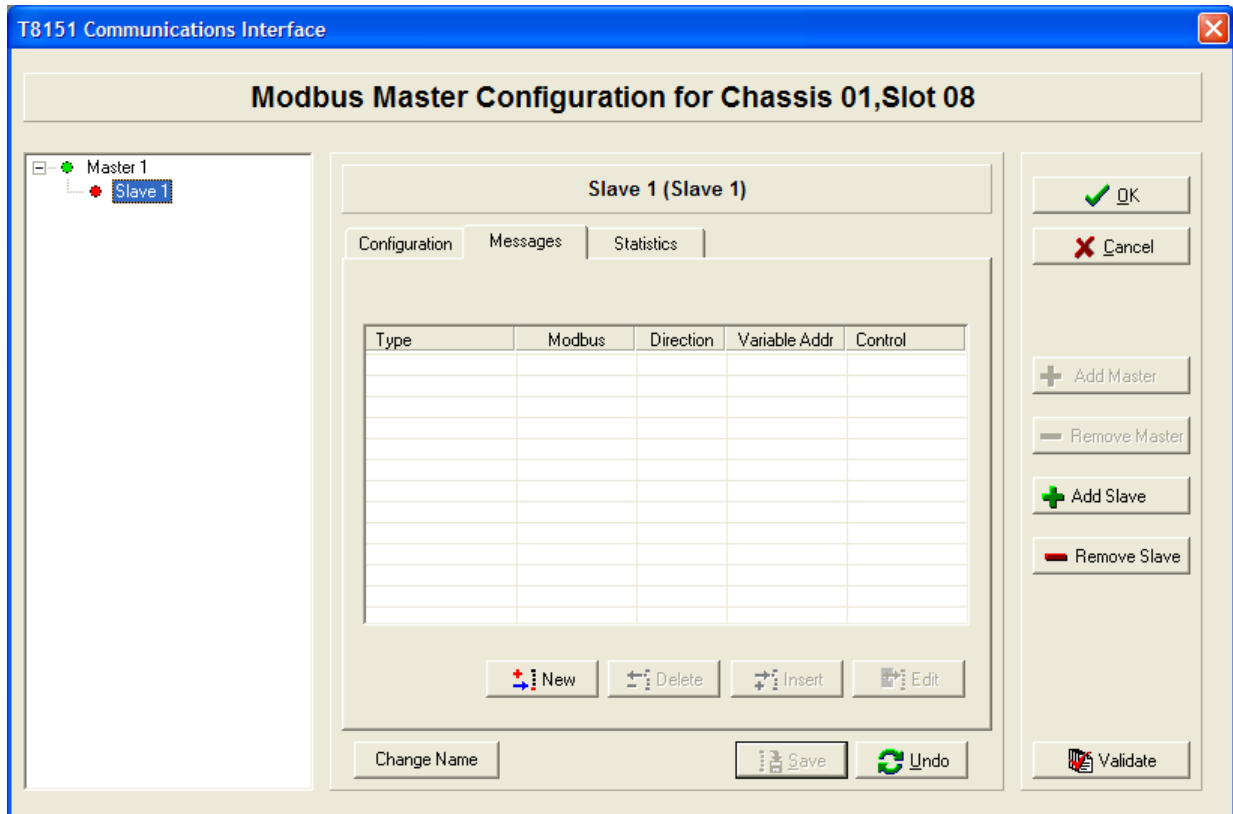 T8151 Communications Interface
Modbus Master Configuration for Chassis 01,Slot 08
Master 1
Slave 1
Slave 1 (Slave 1)
Configuration Messages Statistics
Type Modbus Direction Variable Addr Control
New Delete Insert Edit
Change Name Save Undo
OK
Cancel
Add Master
Remove Master
Add Slave
Remove Slave
Validate